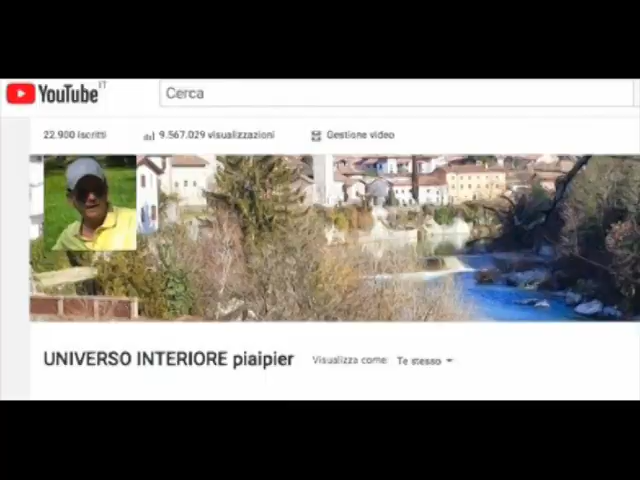 YouTube IT
Cerca
22.900 iscritti 9.567.029 visualizzazioni Gestione video
UNIVERSO INTERIORE piaipier Visualizza come: Te stesso